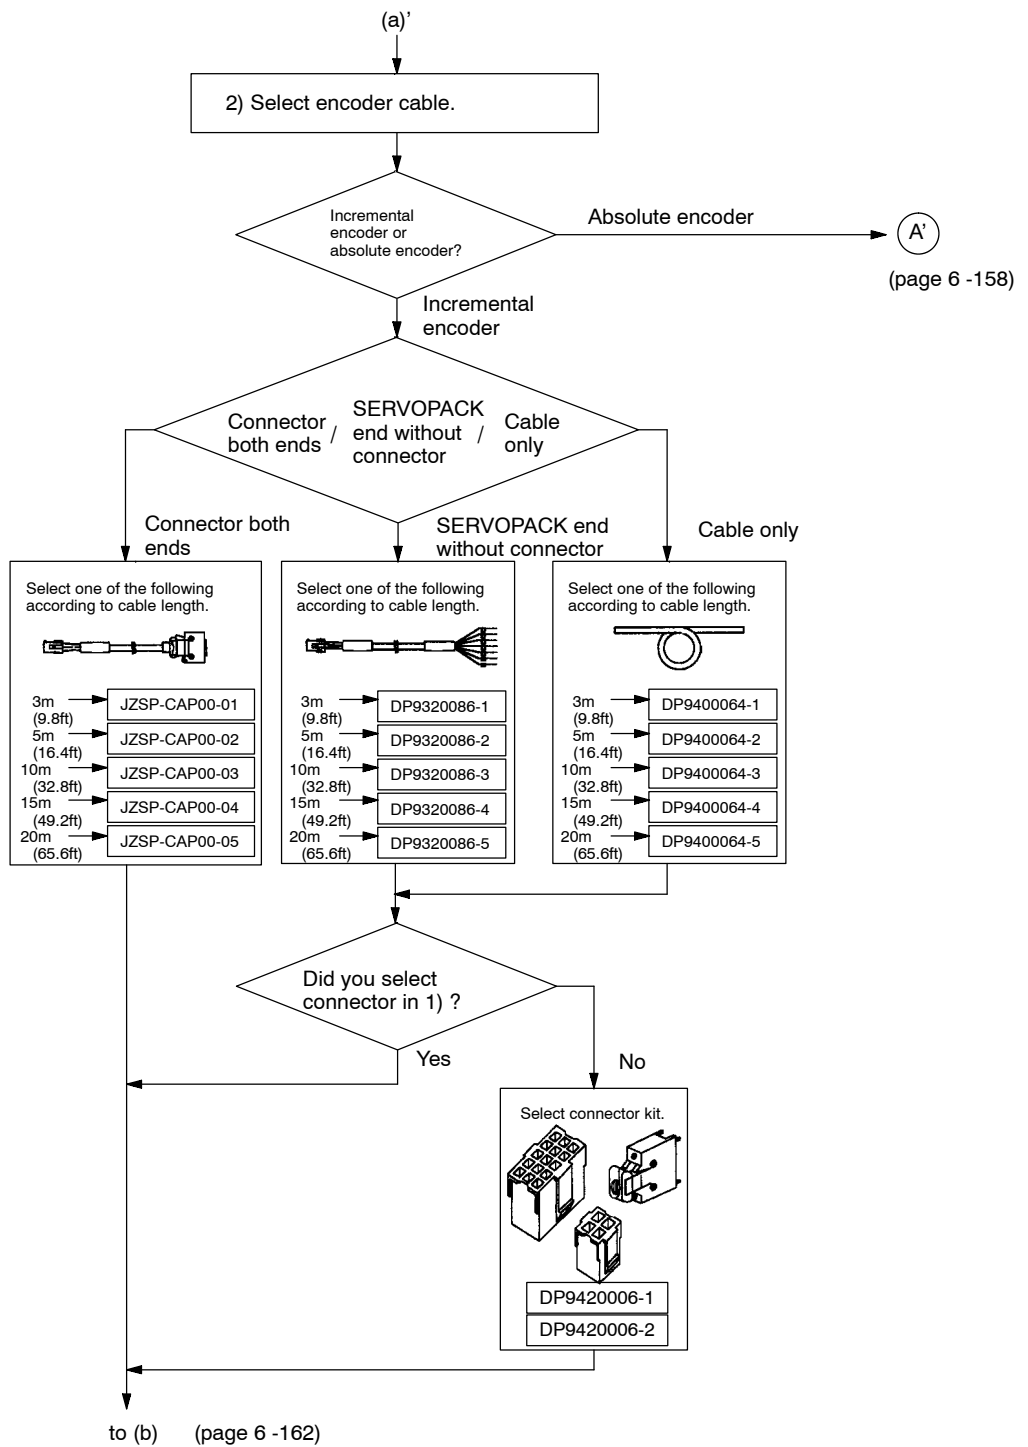 (a)’
2) Select encoder cable.
Incremental
encoder or
absolute encoder?
Absolute encoder
A’
(page 6 -158)
Incremental
encoder
Connector
both ends
/
SERVOPACK
end without
connector
/
Cable
only
Connector both
ends
SERVOPACK end
without connector
Cable only
Select one of the following
according to cable length.
3m
(9.8ft)
JZSP-CAP00-01
5m
(16.4ft)
JZSP-CAP00-02
10m
(32.8ft)
JZSP-CAP00-03
15m
(49.2ft)
JZSP-CAP00-04
20m
(65.6ft)
JZSP-CAP00-05
Select one of the following
according to cable length.
3m
(9.8ft)
DP9320086-1
5m
(16.4ft)
DP9320086-2
10m
(32.8ft)
DP9320086-3
15m
(49.2ft)
DP9320086-4
20m
(65.6ft)
DP9320086-5
Select one of the following
according to cable length.
3m
(9.8ft)
DP9400064-1
5m
(16.4ft)
DP9400064-2
10m
(32.8ft)
DP9400064-3
15m
(49.2ft)
DP9400064-4
20m
(65.6ft)
DP9400064-5
Did you select
connector in 1) ?
Yes
No
Select connector kit.
DP9420006-1
DP9420006-2
to (b) (page 6 -162)